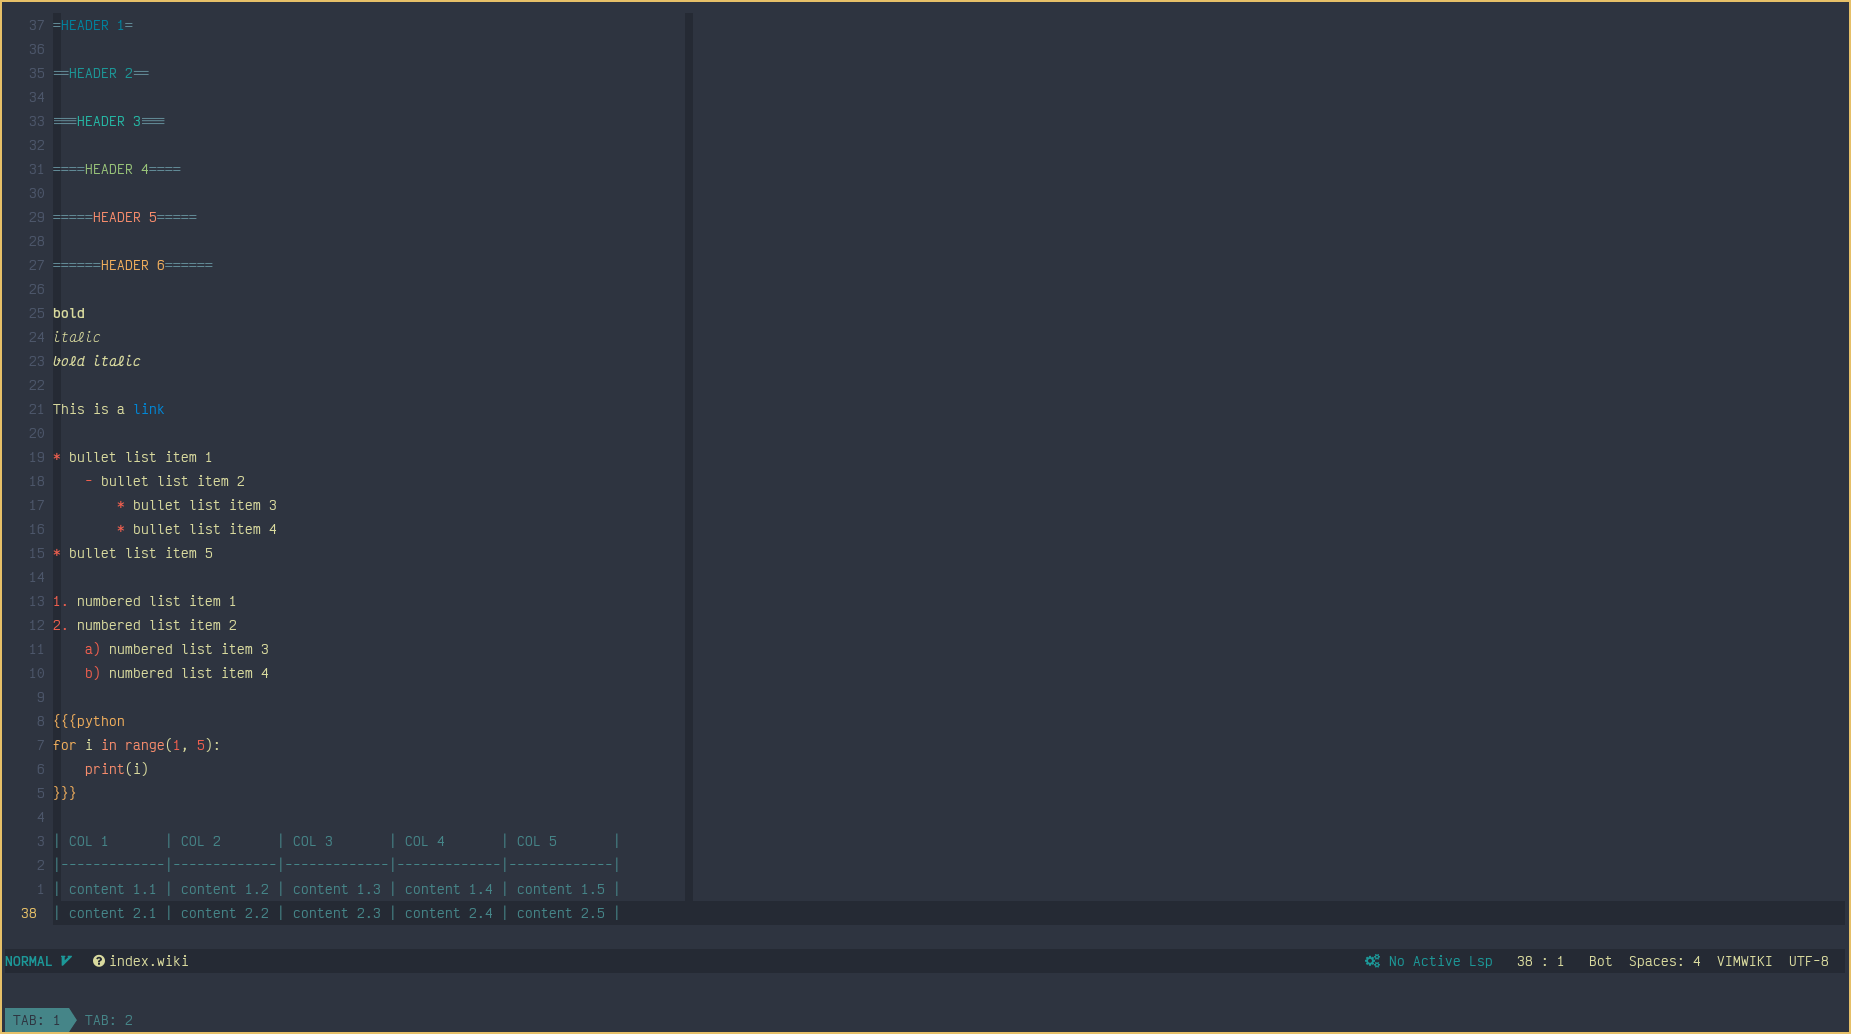 37 =HEADER 1=
36
35 ==HEADER 2==
34
33 ===HEADER 3===
32
31 ====HEADER 4====
30
29 =====HEADER 5=====
28
27 ======HEADER 6======
26
25 bold
24 italic
23 bold italic
22
21 This is a link
20
19 * bullet list item 1
18     - bullet list item 2
17         * bullet list item 3
16         * bullet list item 4
15 * bullet list item 5
14
13 1. numbered list item 1
12 2. numbered list item 2
11     a) numbered list item 3
10     b) numbered list item 4
9
8 {{{python
7 for i in range(1, 5):
6     print(i)
5 }}}
4
3 | COL 1       | COL 2       | COL 3       | COL 4       | COL 5       |
2 |-------------|-------------|-------------|-------------|-------------|
1 | content 1.1 | content 1.2 | content 1.3 | content 1.4 | content 1.5 |
38 | content 2.1 | content 2.2 | content 2.3 | content 2.4 | content 2.5 |
NORMAL index.wiki No Active Lsp 38 : 1 Bot Spaces: 4 VIMWIKI UTF-8
TAB: 1 TAB: 2